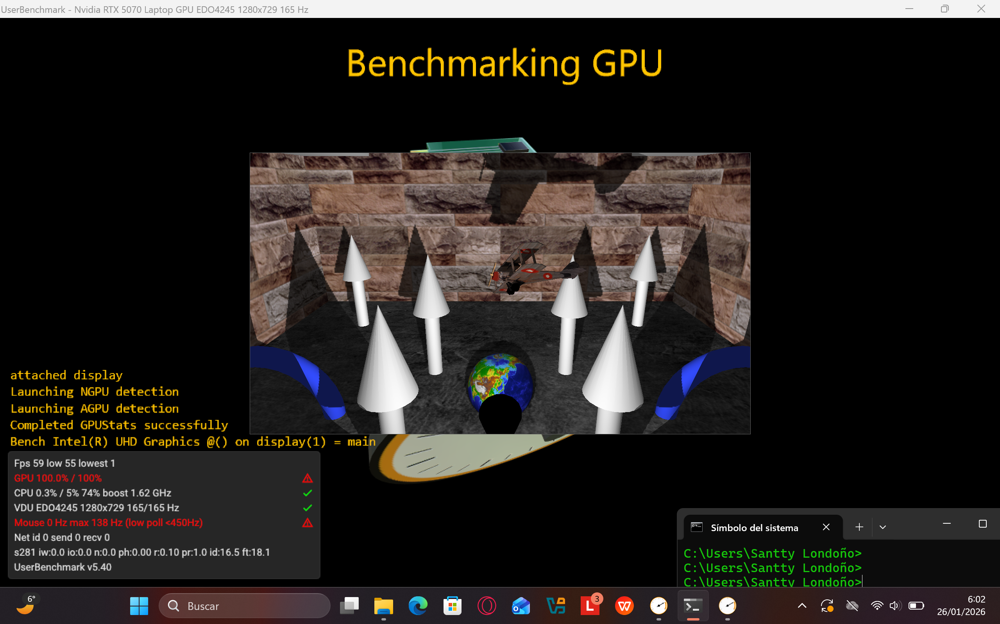 UserBenchmark - Nvidia RTX 5070 Laptop GPU EDO4245 1280x729 165 Hz
Benchmarking GPU
attached display
Launching NGPU detection
Launching AGPU detection
Completed GPUStats successfully
Bench Intel(R) UHD Graphics @() on display(1) = main
Fps 59 low 55 lowest 1
GPU 100.0% / 100%
CPU 0.3% / 5% 74% boost 1.62 GHz
VDU EDO4245 1280x729 165/165 Hz
Mouse 0 Hz max 138 Hz (low poll <450Hz)
Net id 0 send 0 recv 0
s281 iw:0.0 io:0.0 n:0.0 ph:0.00 r:0.10 pr:1.0 id:16.5 ft:18.1
UserBenchmark v5.40
Símbolo del sistema
C:\Users\Santty Londoño>
C:\Users\Santty Londoño>
C:\Users\Santty Londoño>
6°
Buscar
L 3
6:02
26/01/2026